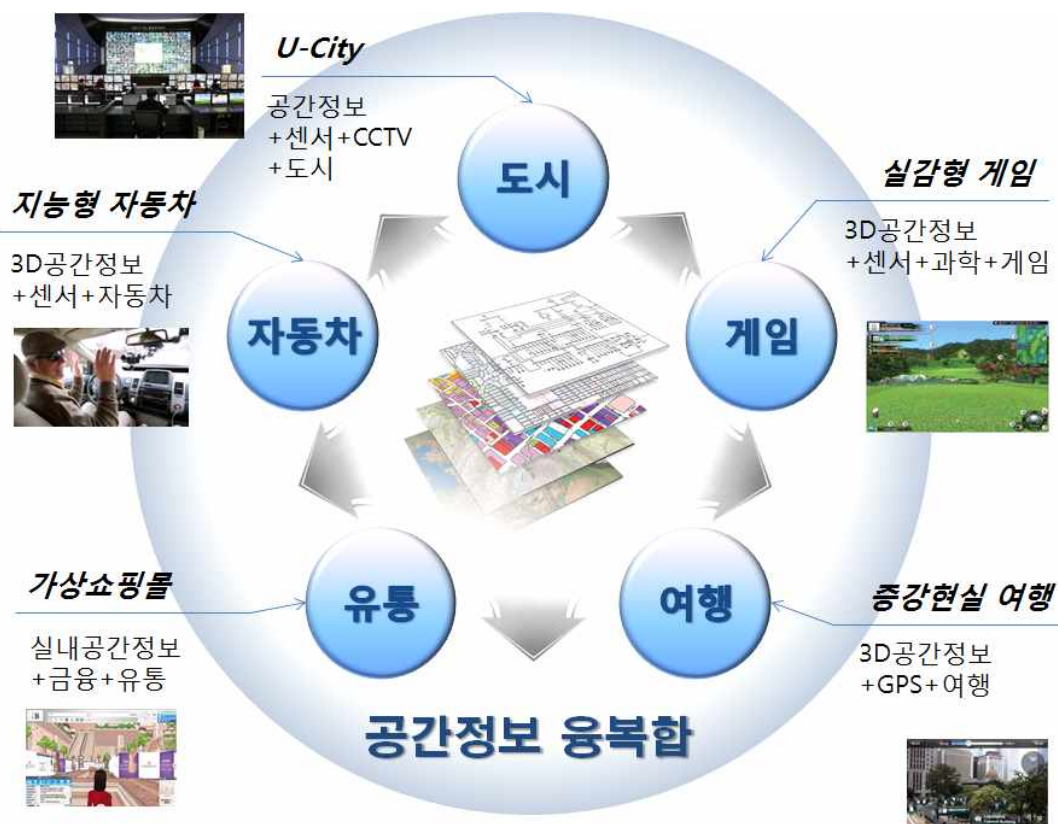 U-City
공간정보
+센서+CCTV
+도시
도시
실감형 게임
3D공간정보
+센서+과학+게임
게임
지능형 자동차
3D공간정보
+센서+자동차
자동차
가상쇼핑몰
실내공간정보
+금융+유통
유통
여행
증강현실 여행
3D공간정보
+GPS+여행
공간정보 융복합